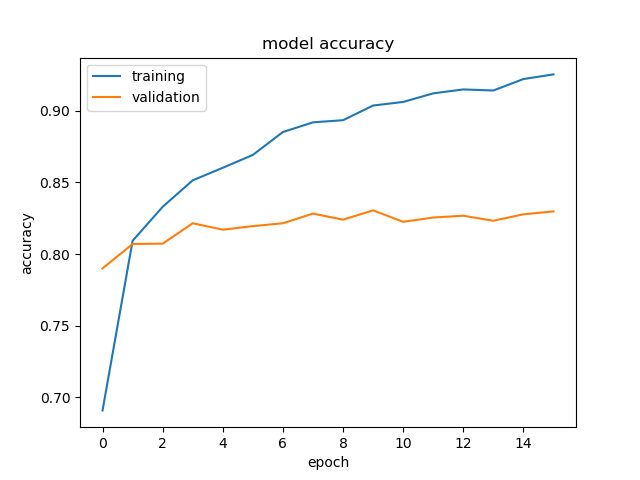 model accuracy
training
validation
0.90
0.85
0.80
0.75
0.70
accuracy
0 2 4 6 8 10 12 14
epoch